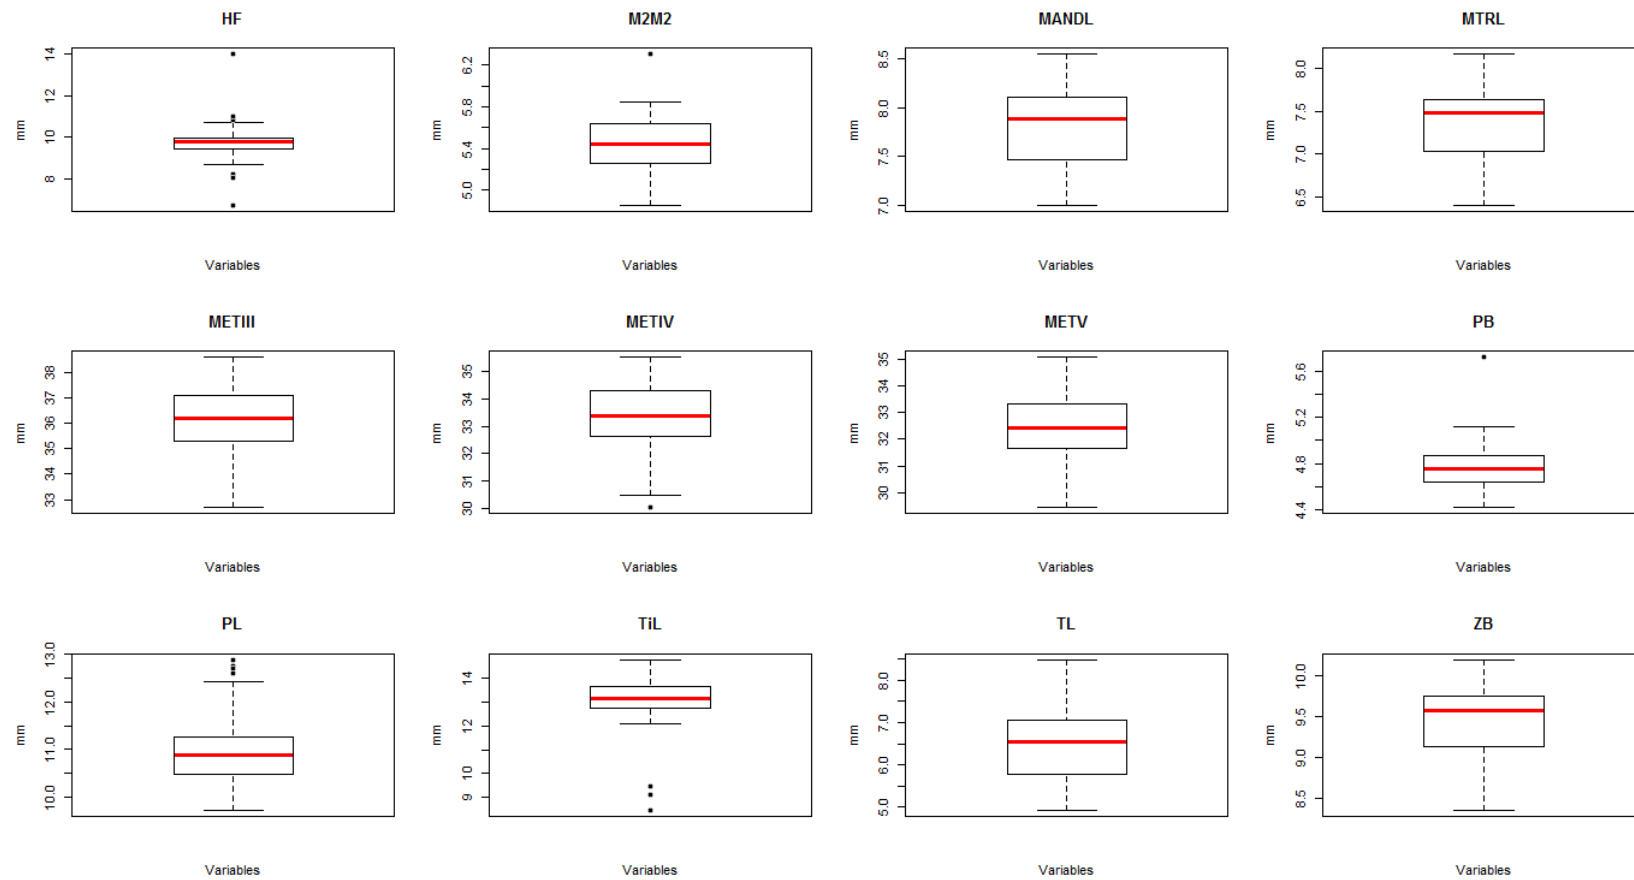 HF M2M2 MANDL MTRL
mm 8 10 12 14
mm 5.0 5.4 5.8 6.2
mm 7.0 7.5 8.0 8.5
mm 6.5 7.0 7.5 8.0
Variables Variables Variables Variables
METIII METIV METV PB
mm 33 34 35 36 37 38
mm 30 31 32 33 34 35
mm 30 31 32 33 34 35
mm 4.4 4.8 5.2 5.6
Variables Variables Variables Variables
PL TiL TL ZB
mm 10.0 11.0 12.0 13.0
mm 9 10 12 14
mm 5.0 6.0 7.0 8.0
mm 8.5 9.0 9.5 10.0
Variables Variables Variables Variables